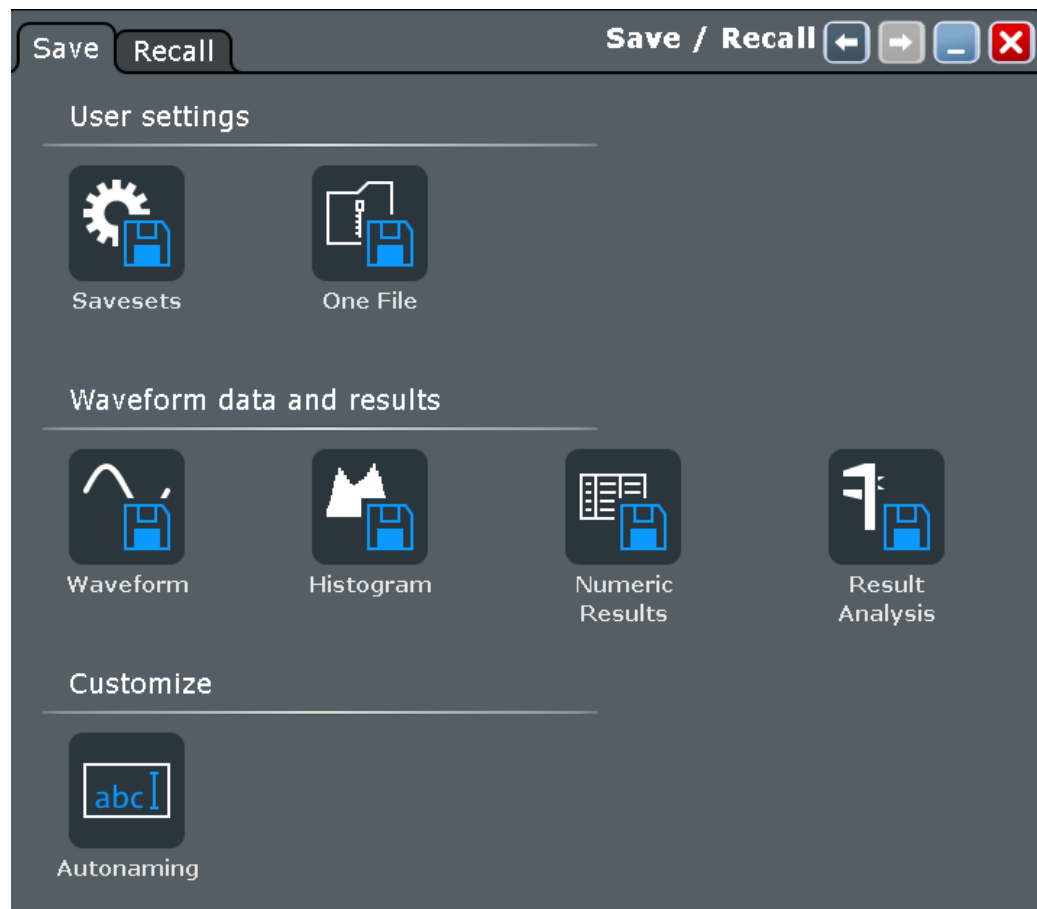 Save Recall Save / Recall
User settings
Savesets One File
Waveform data and results
Waveform Histogram Numeric Results Result Analysis
Customize
abc
Autonaming